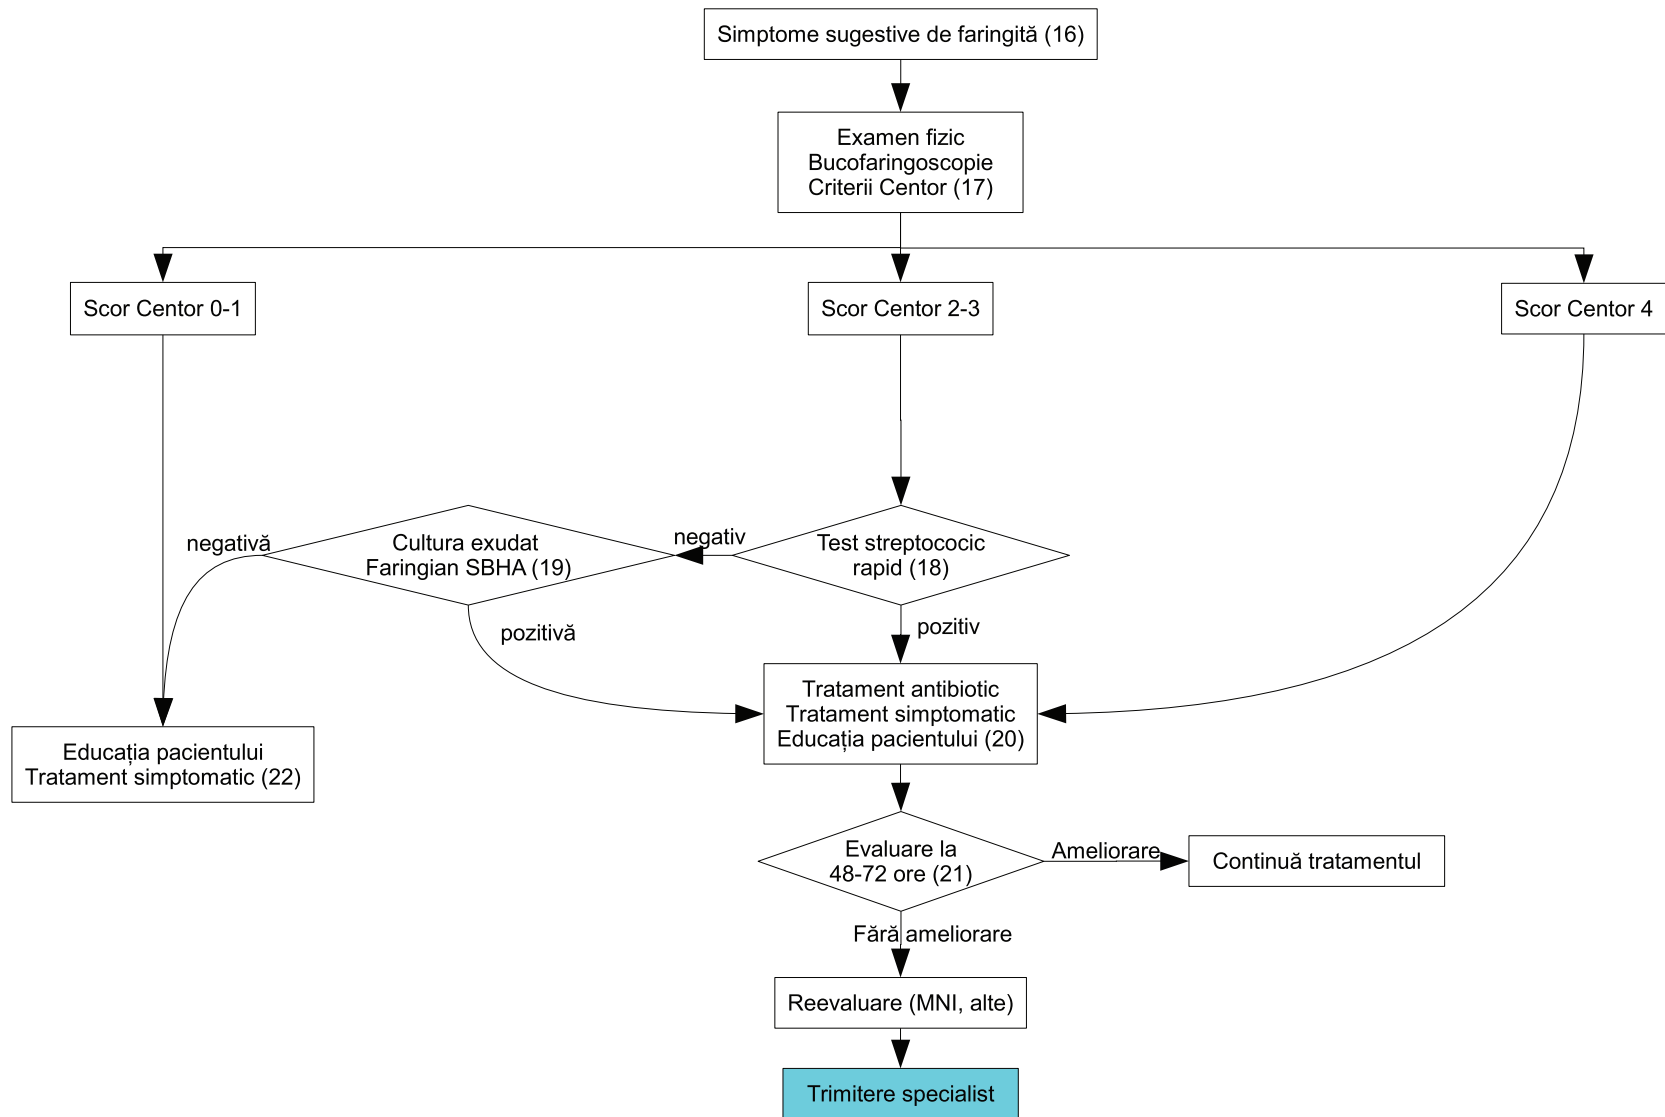 Simptome sugestive de faringită (16)
Examen fizic
Bucofaringoscopie
Criterii Centor (17)
Scor Centor 0-1
Scor Centor 2-3
Scor Centor 4
negativă
Cultura exudat
Faringian SBHA (19)
negativ
Test streptococic
rapid (18)
pozitivă
pozitiv
Tratament antibiotic
Tratament simptomatic
Educația pacientului (20)
Educația pacientului
Tratament simptomatic (22)
Evaluare la
48-72 ore (21)
Ameliorare
Continuă tratamentul
Fără ameliorare
Reevaluare (MNI, alte)
Trimitere specialist